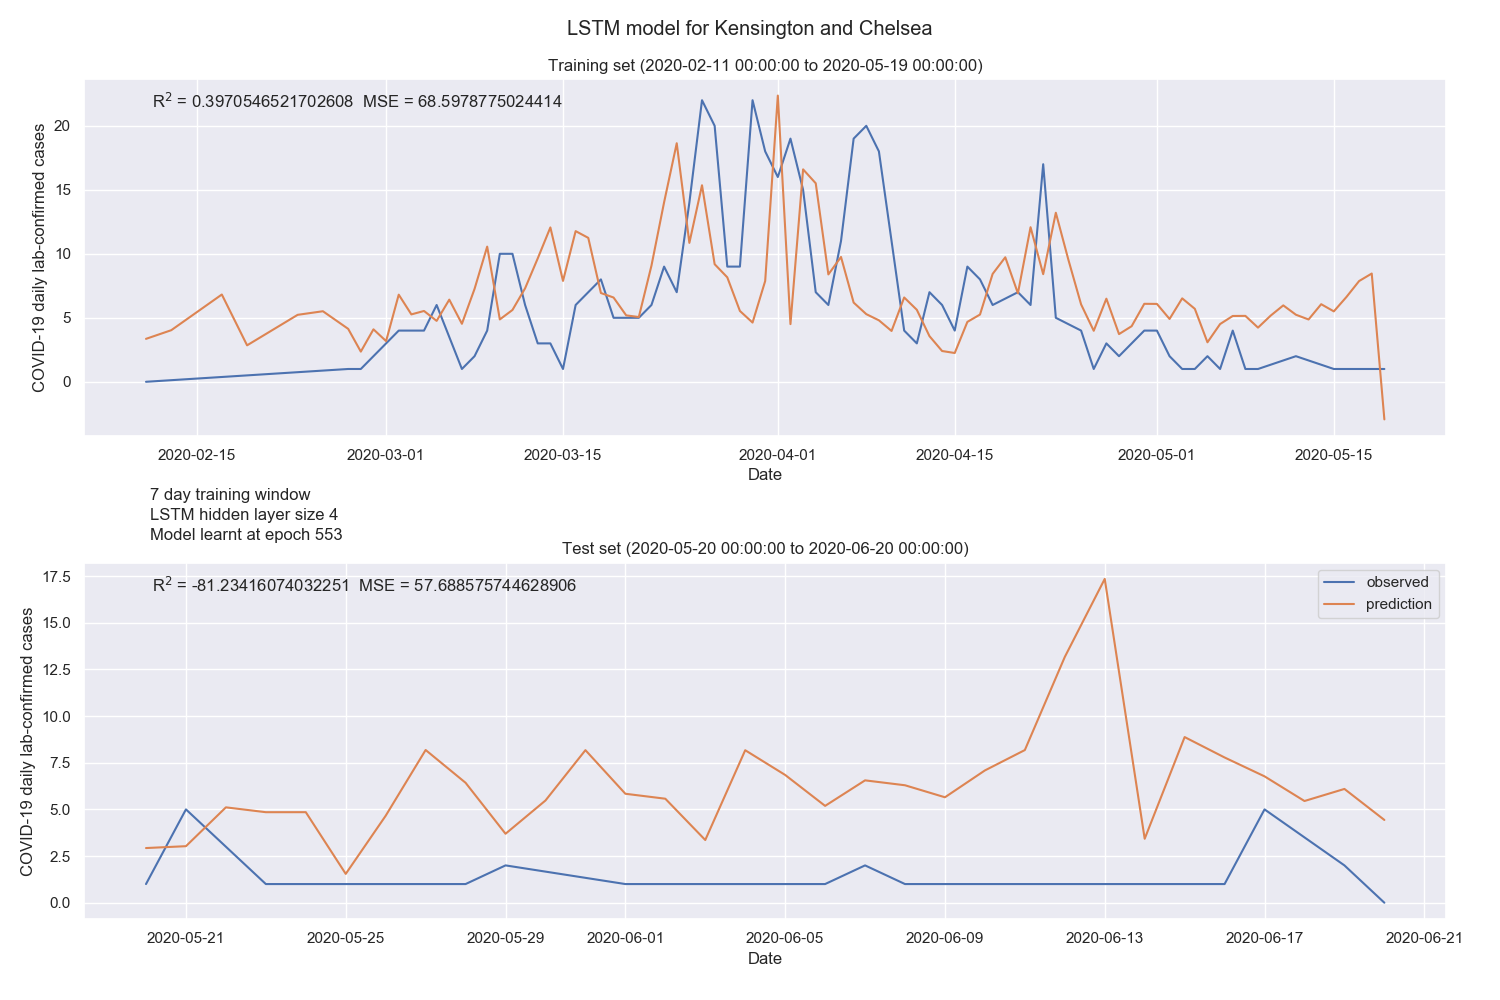 LSTM model for Kensington and Chelsea
Training set (2020-02-11 00:00:00 to 2020-05-19 00:00:00)
R² = 0.3970546521702608 MSE = 68.5978775024414
COVID-19 daily lab-confirmed cases
20
15
10
5
0
2020-02-15 2020-03-01 2020-03-15 2020-04-01 2020-04-15 2020-05-01 2020-05-15
Date
7 day training window
LSTM hidden layer size 4
Model learnt at epoch 553
Test set (2020-05-20 00:00:00 to 2020-06-20 00:00:00)
R² = -81.23416074032251 MSE = 57.688575744628906
observed
prediction
COVID-19 daily lab-confirmed cases
17.5
15.0
12.5
10.0
7.5
5.0
2.5
0.0
2020-05-21 2020-05-25 2020-05-29 2020-06-01 2020-06-05 2020-06-09 2020-06-13 2020-06-17 2020-06-21
Date